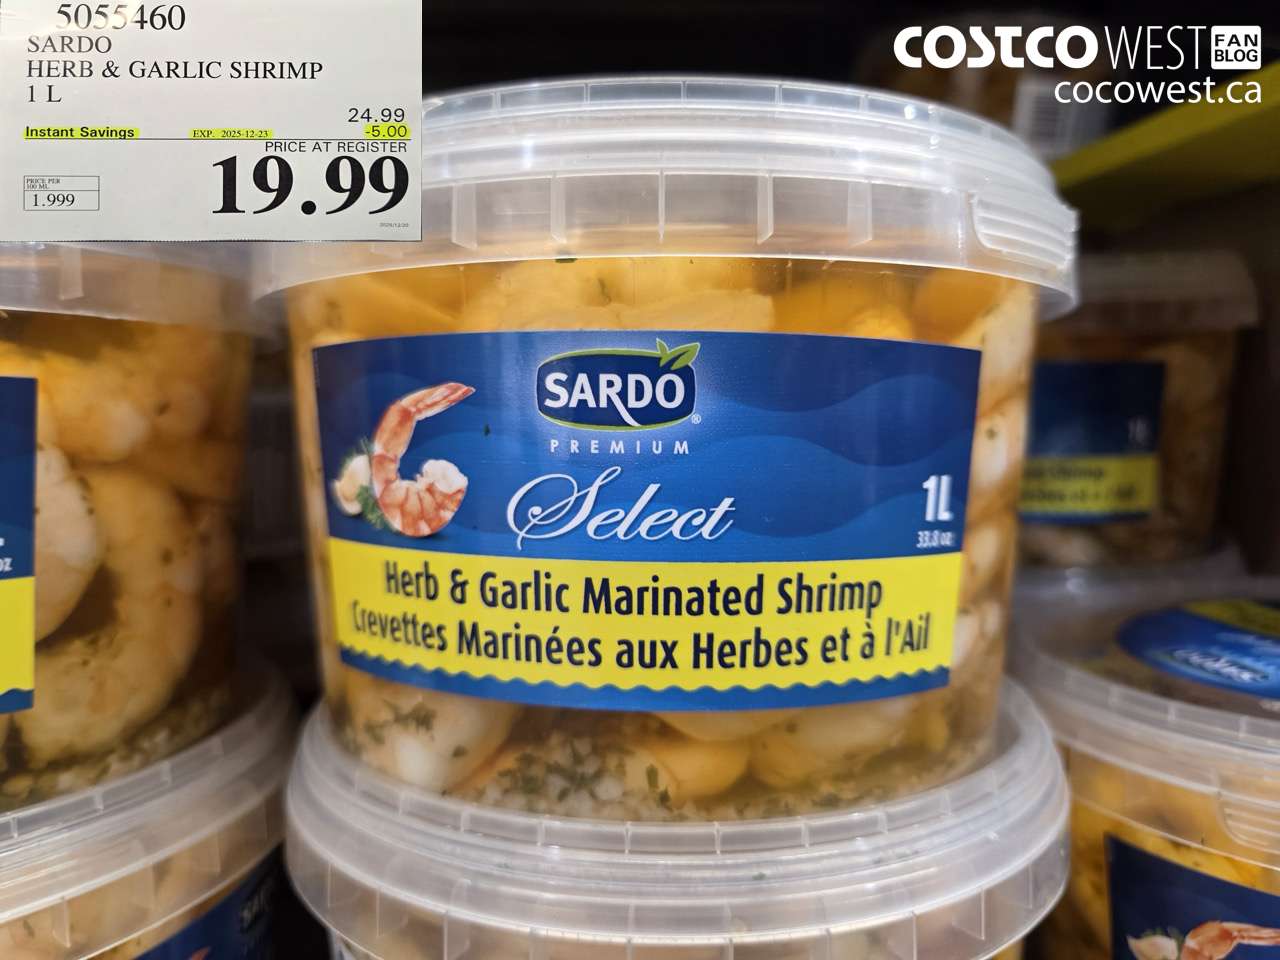 5055460
SARDO
HERB & GARLIC SHRIMP
1 L
24.99
Instant Savings EXP. 2025-12-23 -5.00
PRICE AT REGISTER
19.99
PRICE PER
100 ML
1.999
COSTCO WEST FAN BLOG
cocowest.ca
SARDO
PREMIUM
Select
1L
33.8 oz
Herb & Garlic Marinated Shrimp
Crevettes Marinées aux Herbes et à l'Ail
oz
SARDO